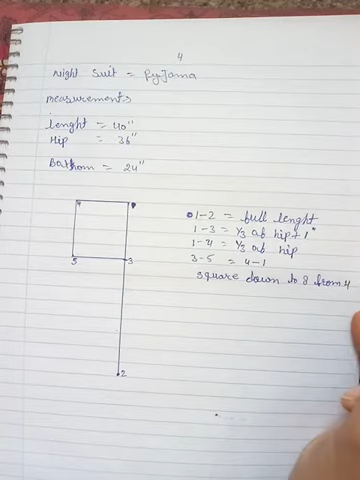 4
Night Suit = PyJama
measurements
Lenght = 40"
Hip = 36"
Bathom = 24"
1-2 = full lenght
1-3 = 1/3 of hip + 1"
1-4 = 1/3 of hip
3-5 = 4-1
square down to 8 from 4
4
5
3
2